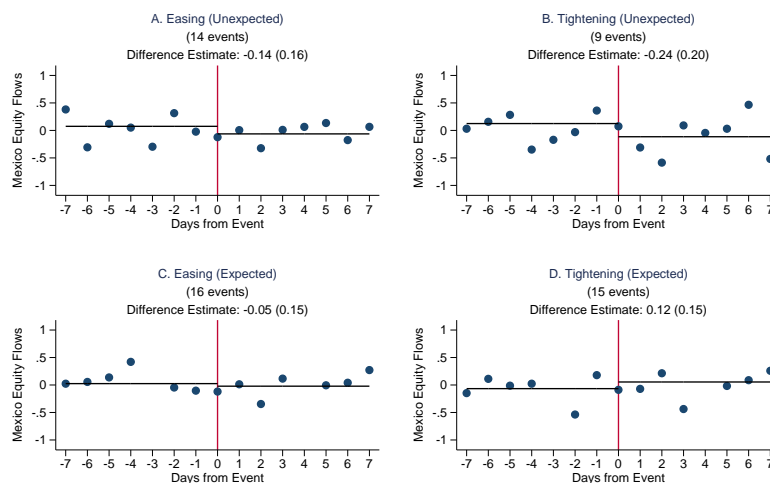 A. Easing (Unexpected)
(14 events)
Difference Estimate: -0.14 (0.16)
Mexico Equity Flows
1
.5
0
-.5
-1
-7 -6 -5 -4 -3 -2 -1 0 1 2 3 4 5 6 7
Days from Event
B. Tightening (Unexpected)
(9 events)
Difference Estimate: -0.24 (0.20)
Mexico Equity Flows
1
.5
0
-.5
-1
-7 -6 -5 -4 -3 -2 -1 0 1 2 3 4 5 6 7
Days from Event
C. Easing (Expected)
(16 events)
Difference Estimate: -0.05 (0.15)
Mexico Equity Flows
1
.5
0
-.5
-1
-7 -6 -5 -4 -3 -2 -1 0 1 2 3 4 5 6 7
Days from Event
D. Tightening (Expected)
(15 events)
Difference Estimate: 0.12 (0.15)
Mexico Equity Flows
1
.5
0
-.5
-1
-7 -6 -5 -4 -3 -2 -1 0 1 2 3 4 5 6 7
Days from Event